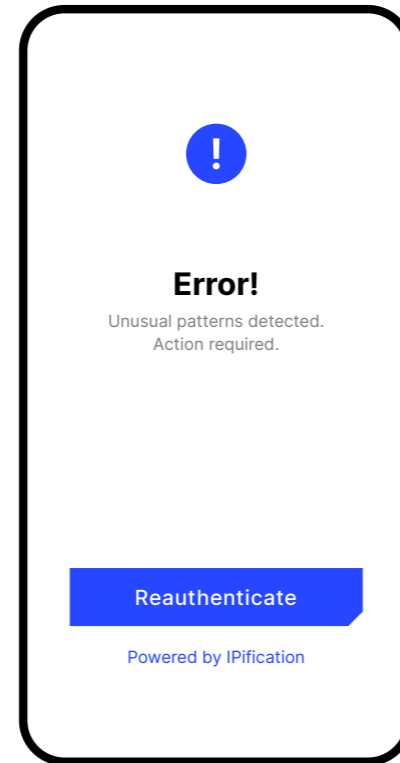 !
Error!
Unusual patterns detected.
Action required.
Reauthenticate
Powered by IPification